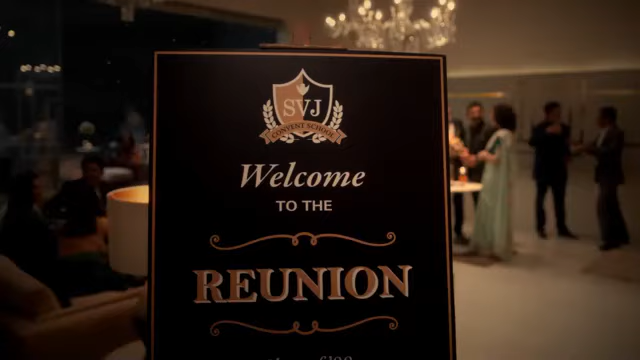 SVJ
CONVENT SCHOOL
Welcome
TO THE
REUNION